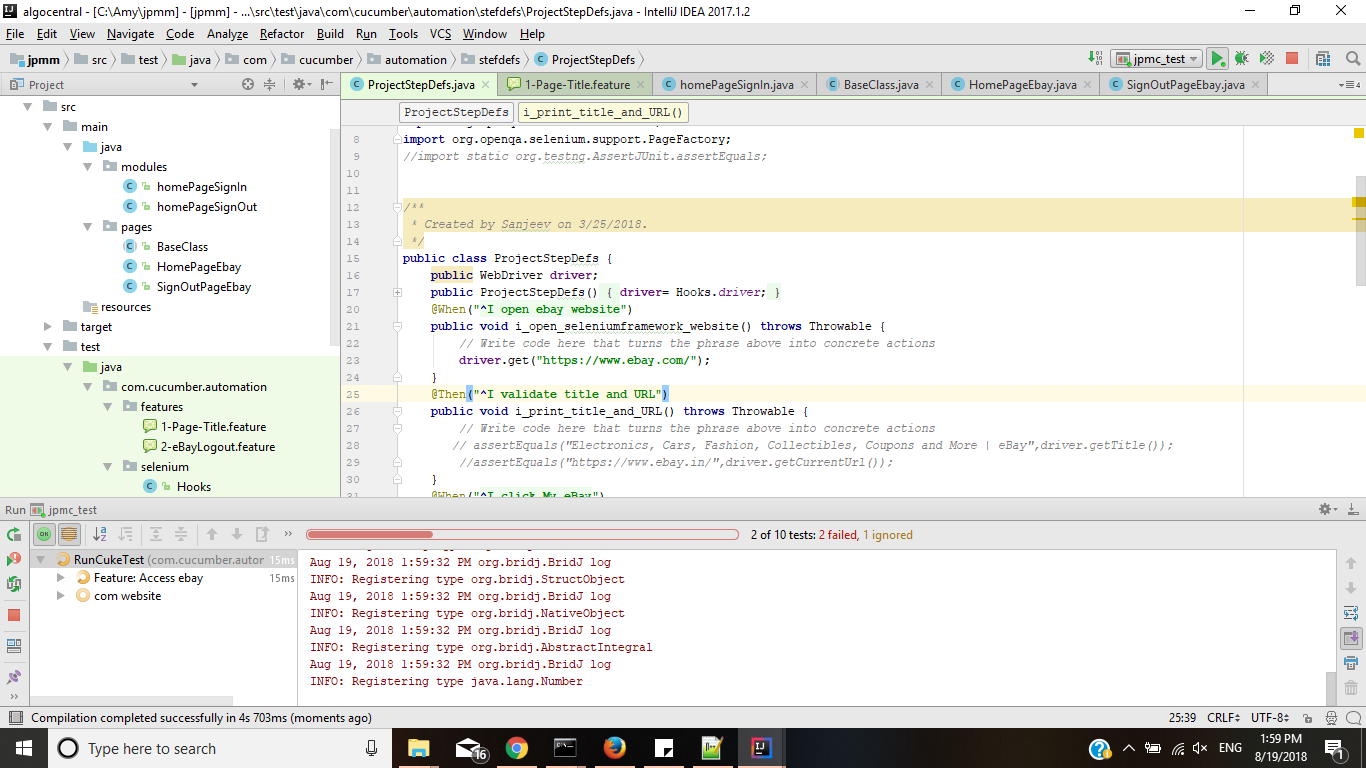 algocentral - [C:\Amy\jpmm] - [jpmm] - ...\src\test\java\com\cucumber\automation\stefdefs\ProjectStepDefs.java - IntelliJ IDEA 2017.1.2
File Edit View Navigate Code Analyze Refactor Build Run Tools VCS Window Help
jpmm src test java com cucumber automation stefdefs ProjectStepDefs jpmc_test
Project ProjectStepDefs.java 1-Page-Title.feature homePageSignIn.java BaseClass.java HomePageEbay.java SignOutPageEbay.java 4
ProjectStepDefs i_print_title_and_URL()
src
main
java
modules
homePageSignIn
homePageSignOut
pages
BaseClass
HomePageEbay
SignOutPageEbay
resources
target
test
java
com.cucumber.automation
features
1-Page-Title.feature
2-eBayLogout.feature
selenium
Hooks
8 import org.openqa.selenium.support.PageFactory;
9 //import static org.testng.AssertJUnit.assertEquals;
10
11
12 /**
13 * Created by Sanjeev on 3/25/2018.
14 */
15 public class ProjectStepDefs {
16 public WebDriver driver;
17 public ProjectStepDefs() { driver= Hooks.driver; }
20 @When("^I open ebay website")
21 public void i_open_seleniumframework_website() throws Throwable {
22 // Write code here that turns the phrase above into concrete actions
23 driver.get("https://www.ebay.com/");
24 }
25 @Then("^I validate title and URL")
26 public void i_print_title_and_URL() throws Throwable {
27 // Write code here that turns the phrase above into concrete actions
28 // assertEquals("Electronics, Cars, Fashion, Collectibles, Coupons and More | eBay",driver.getTitle());
29 //assertEquals("https://www.ebay.in/",driver.getCurrentUrl());
30 }
31 @When("^I click My eBay")
Run jpmc_test
2 of 10 tests: 2 failed, 1 ignored
RunCukeTest (com.cucumber.autor 15ms
Feature: Access ebay 15ms
com website
Aug 19, 2018 1:59:32 PM org.bridj.BridJ log
INFO: Registering type org.bridj.StructObject
Aug 19, 2018 1:59:32 PM org.bridj.BridJ log
INFO: Registering type org.bridj.NativeObject
Aug 19, 2018 1:59:32 PM org.bridj.BridJ log
INFO: Registering type org.bridj.AbstractIntegral
Aug 19, 2018 1:59:32 PM org.bridj.BridJ log
INFO: Registering type java.lang.Number
Compilation completed successfully in 4s 703ms (moments ago) 25:39 CRLF UTF-8
Type here to search 16 ENG 1:59 PM
8/19/2018 1